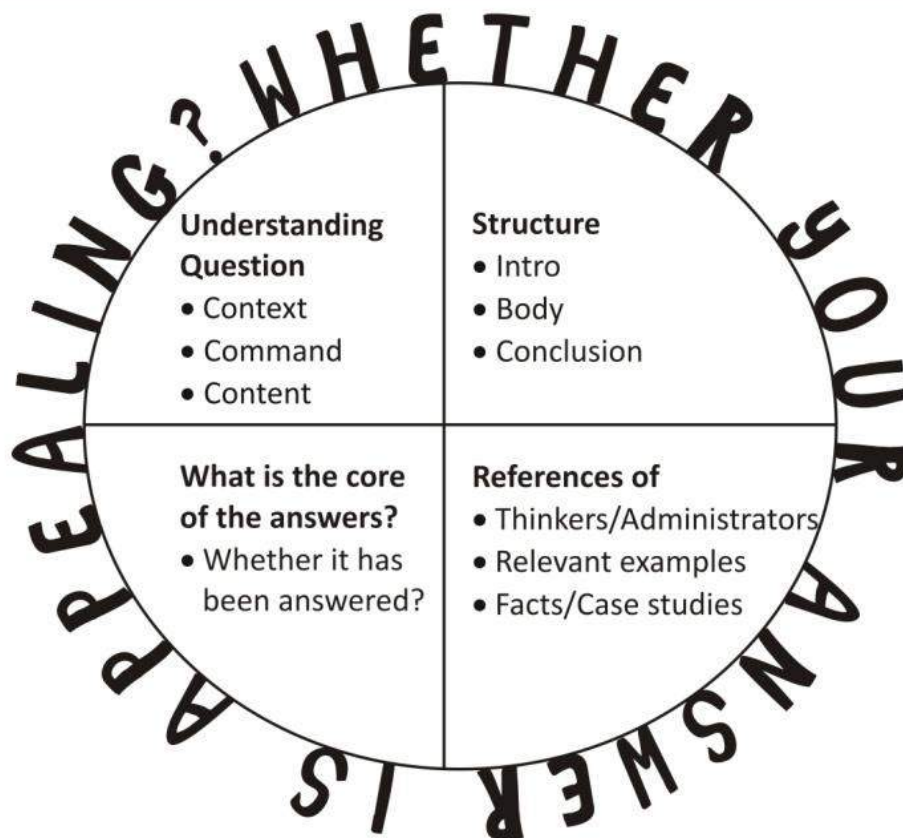 WHETHER YOUR ANSWER IS APPEALING?
Understanding
Question
• Context
• Command
• Content
Structure
• Intro
• Body
• Conclusion
What is the core
of the answers?
• Whether it has
been answered?
References of
• Thinkers/Administrators
• Relevant examples
• Facts/Case studies